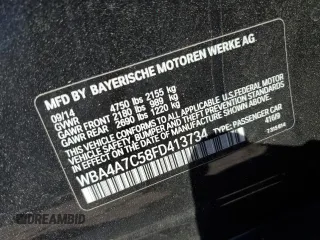 MFD BY BAYERISCHE MOTOREN WERKE AG
09/14
GVWR 4750 lbs 2155 kg
GAWR FRONT 2180 lbs 989 kg
GAWR REAR 2690 lbs 1220 kg
THIS VEHICLE CONFORMS TO ALL APPLICABLE U.S. FEDERAL MOTOR
VEHICLE SAFETY, BUMPER, AND THEFT PREVENTION STANDARDS IN
EFFECT ON THE DATE OF MANUFACTURE SHOWN ABOVE.
WBA4A7C58FD413734 TYPE: PASSENGER CAR
DREAMBID